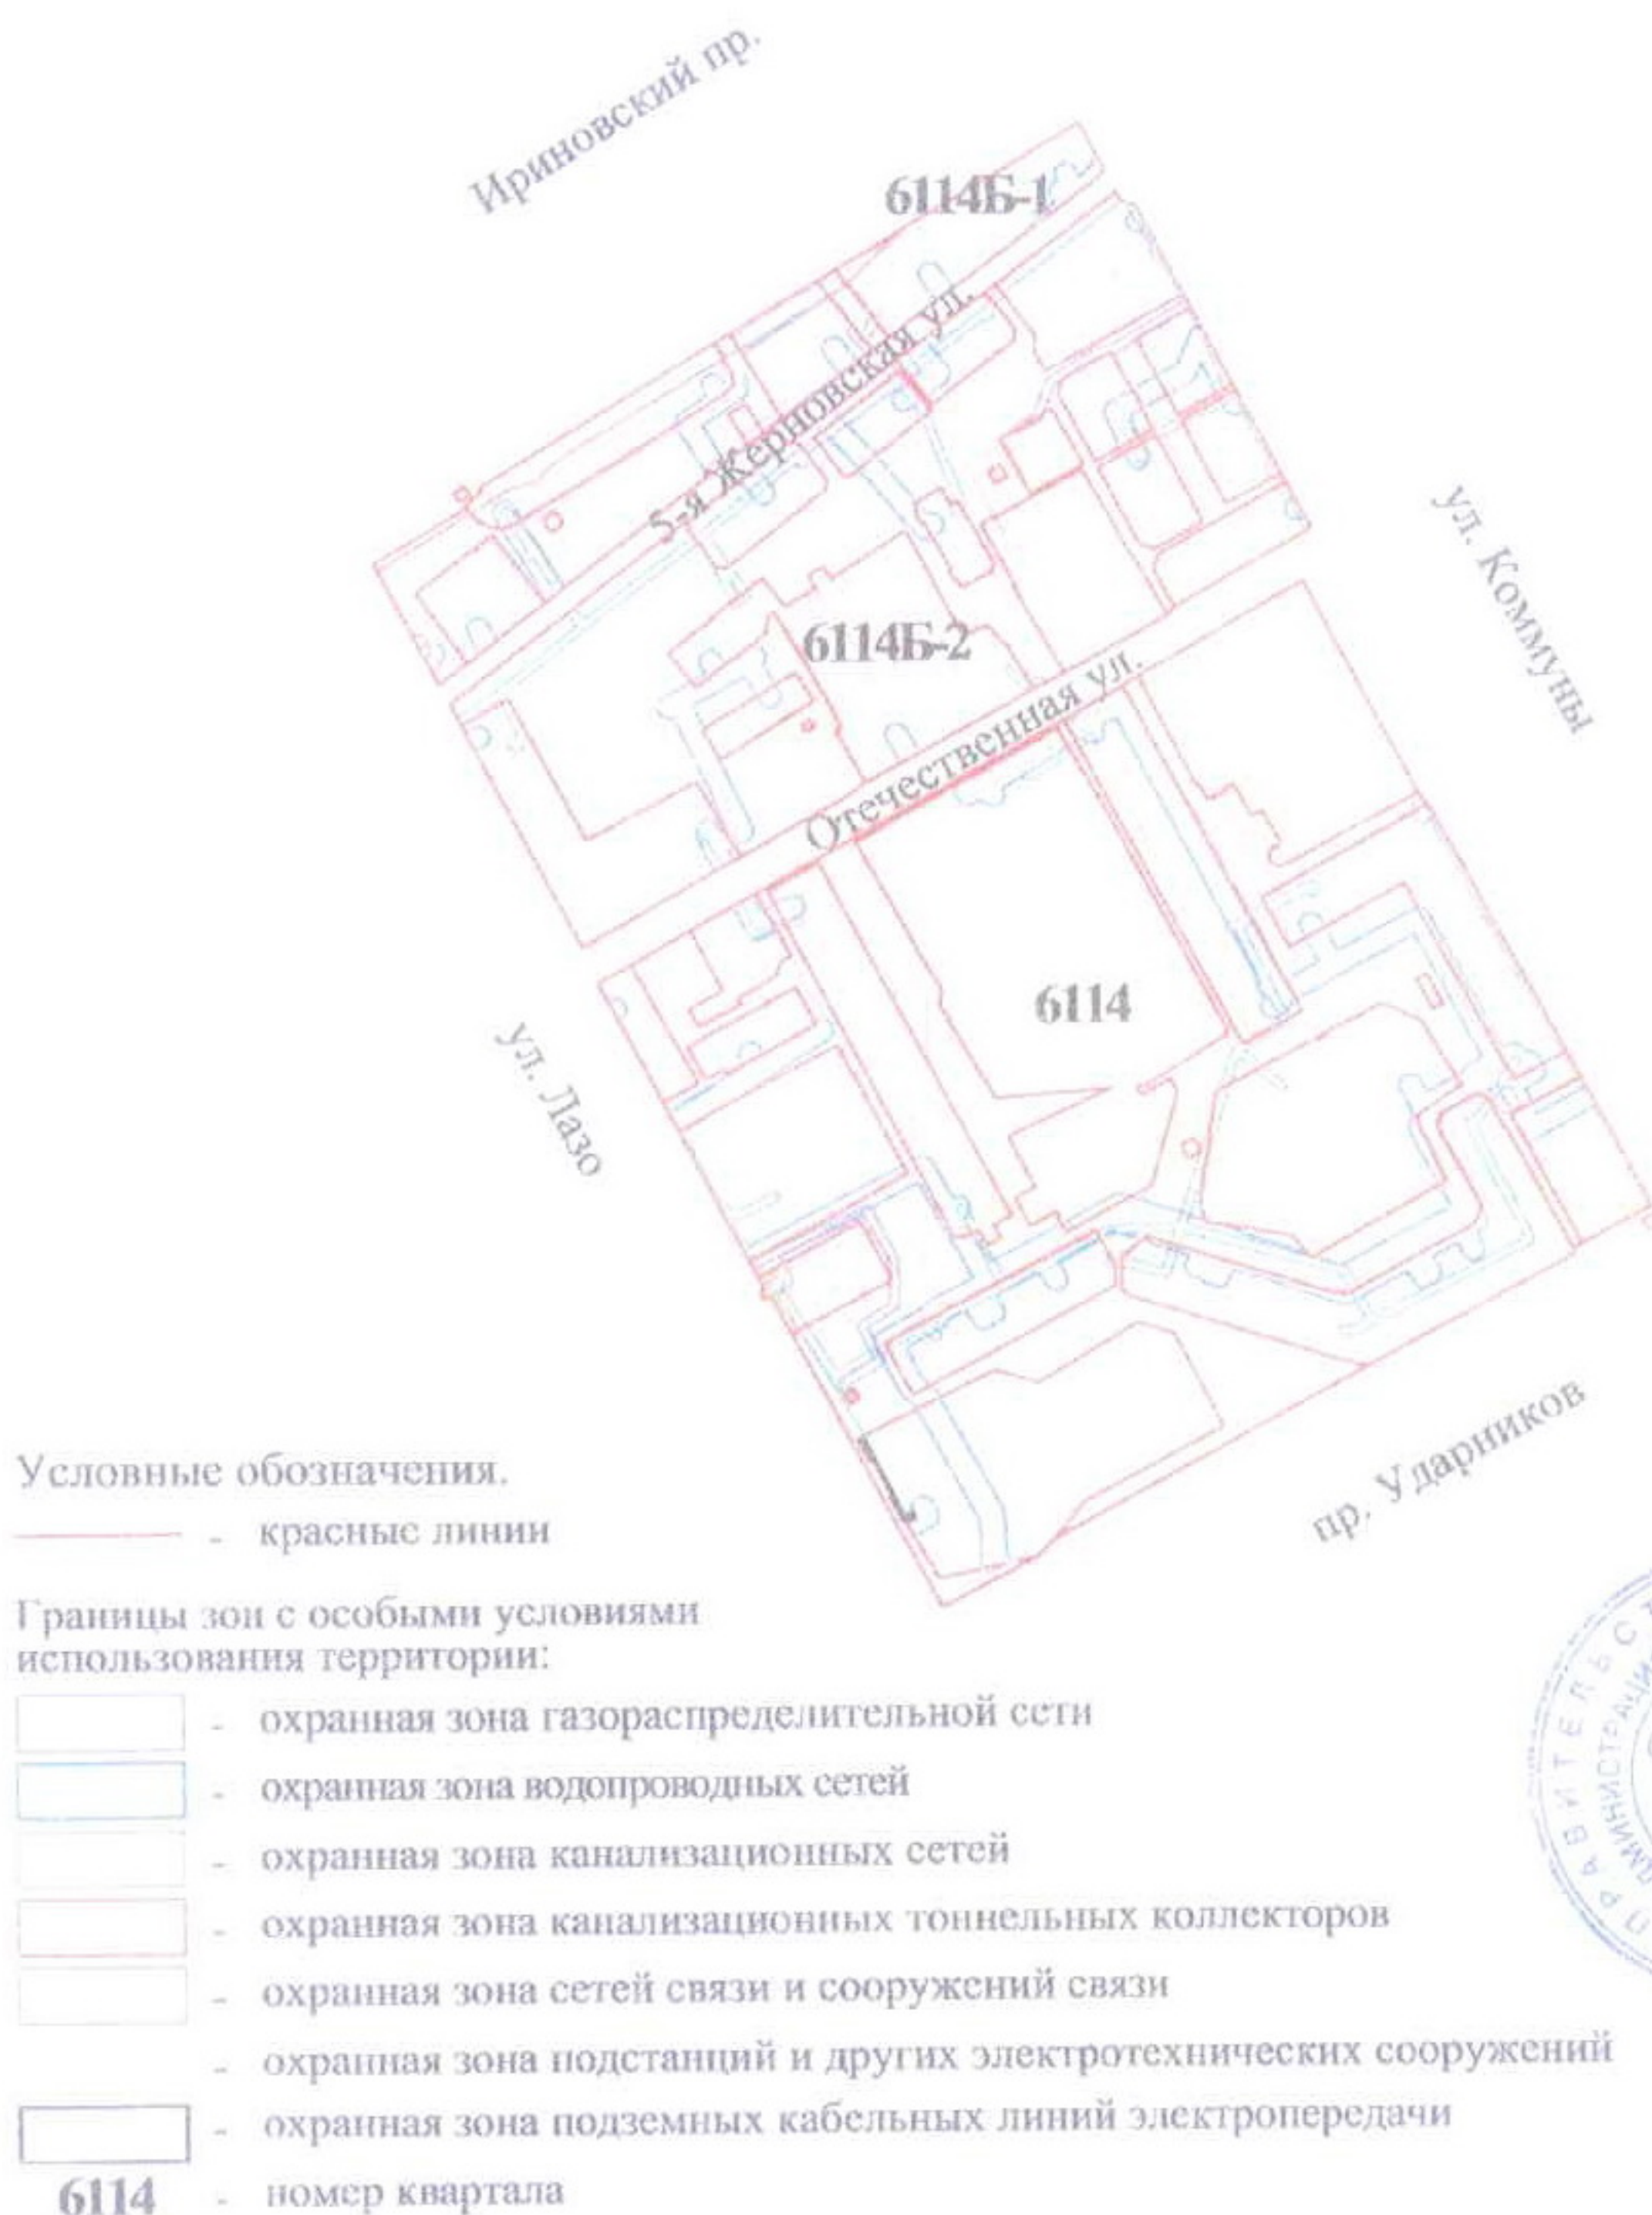 Ириновский пр.
6114Б-1
5-я Жерновская ул.
ул. Коммуны
6114Б-2
Отечественная ул.
6114
ул. Лазо
пр. Ударников
Условные обозначения.
- красные линии
Границы зон с особыми условиями
использования территории:
- охранная зона газораспределительной сети
- охранная зона водопроводных сетей
- охранная зона канализационных сетей
- охранная зона канализационных тоннельных коллекторов
- охранная зона сетей связи и сооружений связи
- охранная зона подстанций и других электротехнических сооружений
- охранная зона подземных кабельных линий электропередачи
6114 - номер квартала